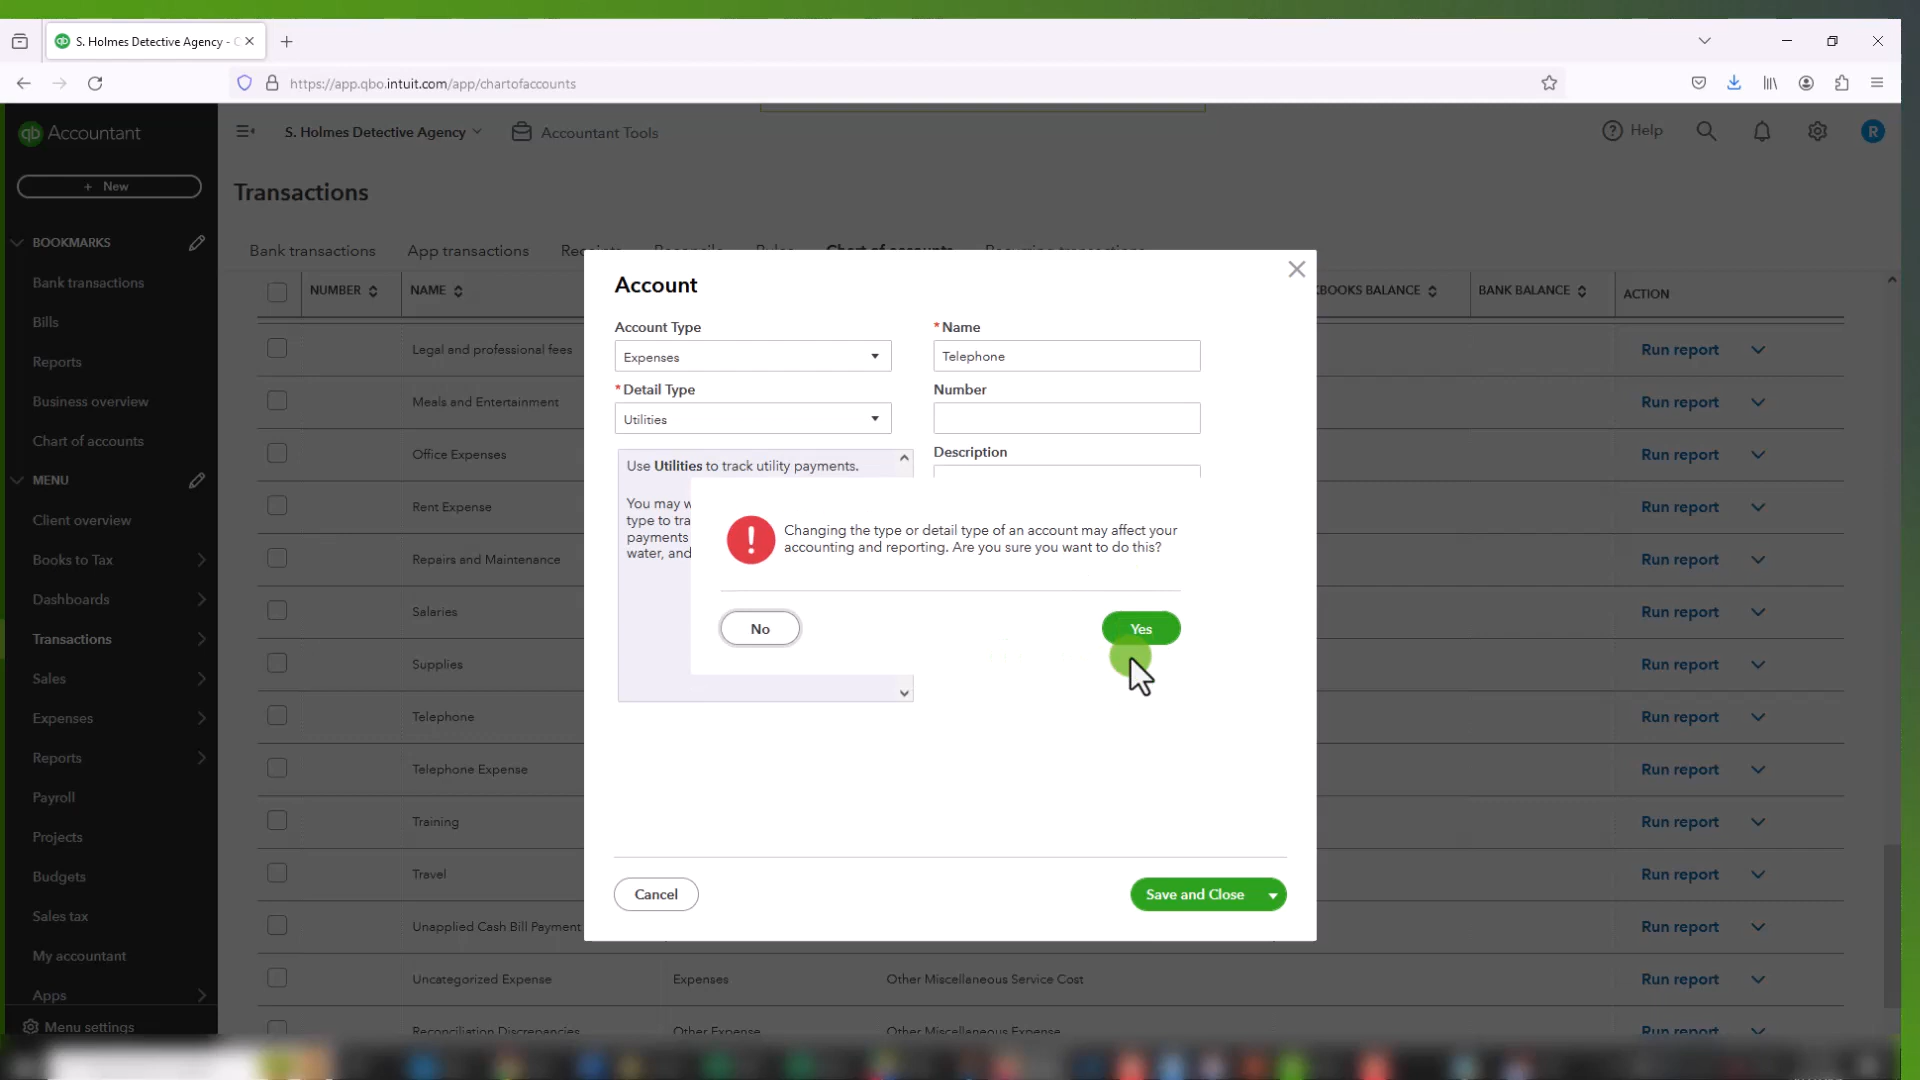 S. Holmes Detective Agency - C
https://app.qbo.intuit.com/app/chartofaccounts
qb Accountant
S. Holmes Detective Agency
Accountant Tools
Help
R
+ New
Transactions
BOOKMARKS
Bank transactions
Bills
Reports
Business overview
Chart of accounts
MENU
Client overview
Books to Tax
Dashboards
Transactions
Sales
Expenses
Reports
Payroll
Projects
Budgets
Sales tax
My accountant
Apps
Menu settings
Bank transactions App transactions Receipts Reconcile Rules Chart of accounts Recurring transactions
NUMBER NAME KBOOKS BALANCE BANK BALANCE ACTION
Legal and professional fees Run report
Meals and Entertainment Run report
Office Expenses Run report
Rent Expense Run report
Repairs and Maintenance Run report
Salaries Run report
Supplies Run report
Telephone Run report
Telephone Expense Run report
Training Run report
Travel Run report
Unapplied Cash Bill Payment Run report
Uncategorized Expense Expenses Other Miscellaneous Service Cost Run report
Reconciliation Discrepancies Other Expense Other Miscellaneous Expense Run report
Account
Account Type
Expenses
* Name
Telephone
* Detail Type
Utilities
Number
Description
Use Utilities to track utility payments.
You may w
type to tra
payments
water, and
! Changing the type or detail type of an account may affect your
accounting and reporting. Are you sure you want to do this?
No
Yes
Cancel
Save and Close